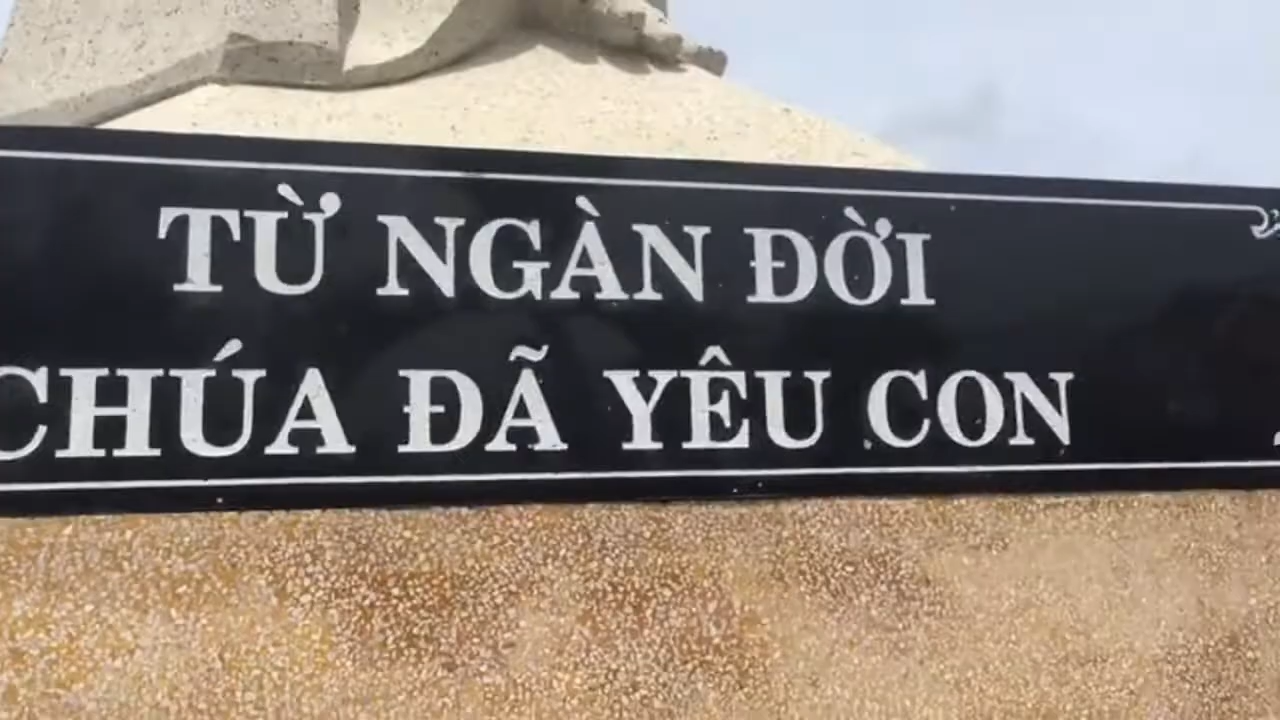 TỪ NGÀN ĐỜI
CHÚA ĐÃ YÊU CON